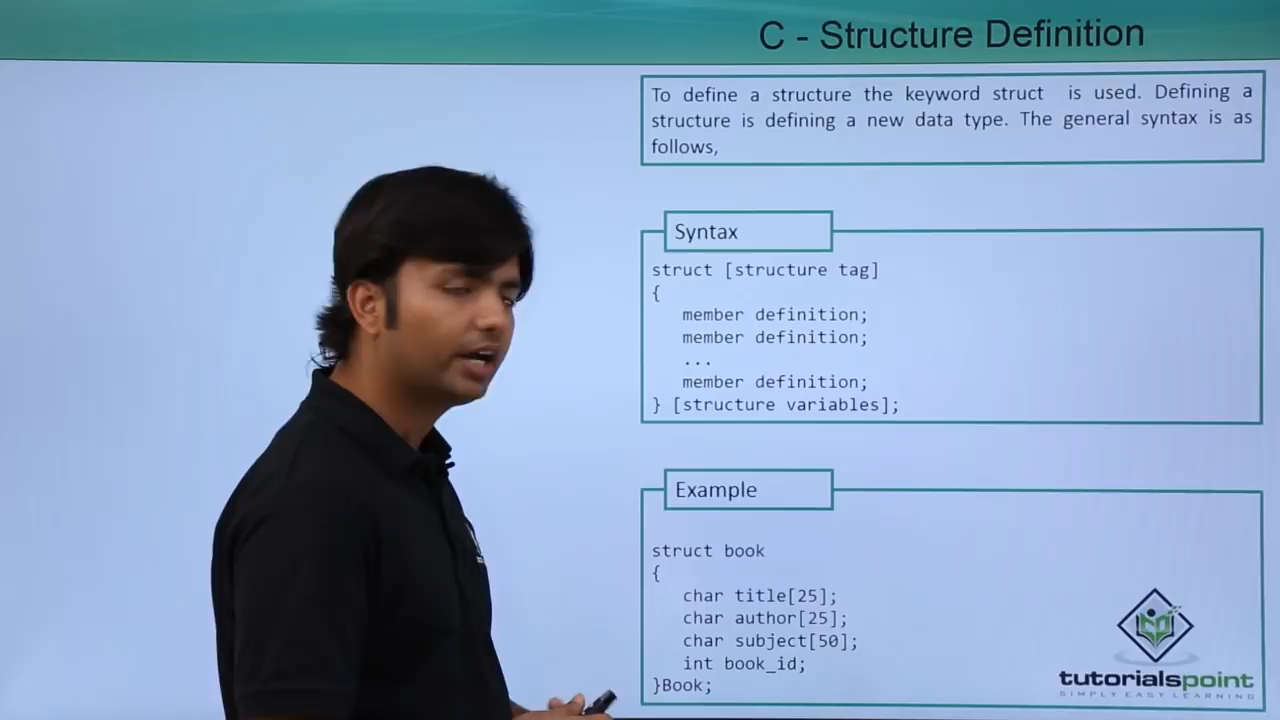 C - Structure Definition
To define a structure the keyword struct is used. Defining a
structure is defining a new data type. The general syntax is as
follows,
Syntax
struct [structure tag]
{
member definition;
member definition;
...
member definition;
} [structure variables];
Example
struct book
{
char title[25];
char author[25];
char subject[50];
int book_id;
}Book;
tutorialspoint
SIMPLY EASY LEARNING